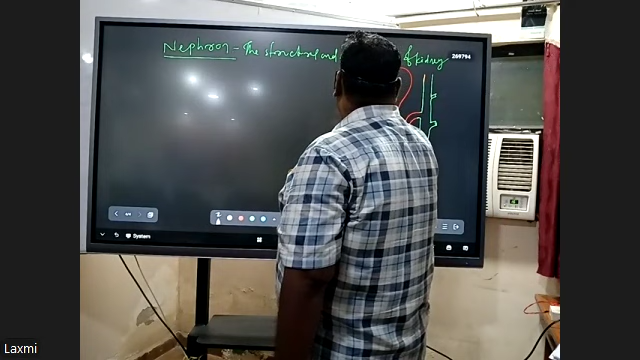 Nephron - The structural and of kidney
269794
System
Laxmi